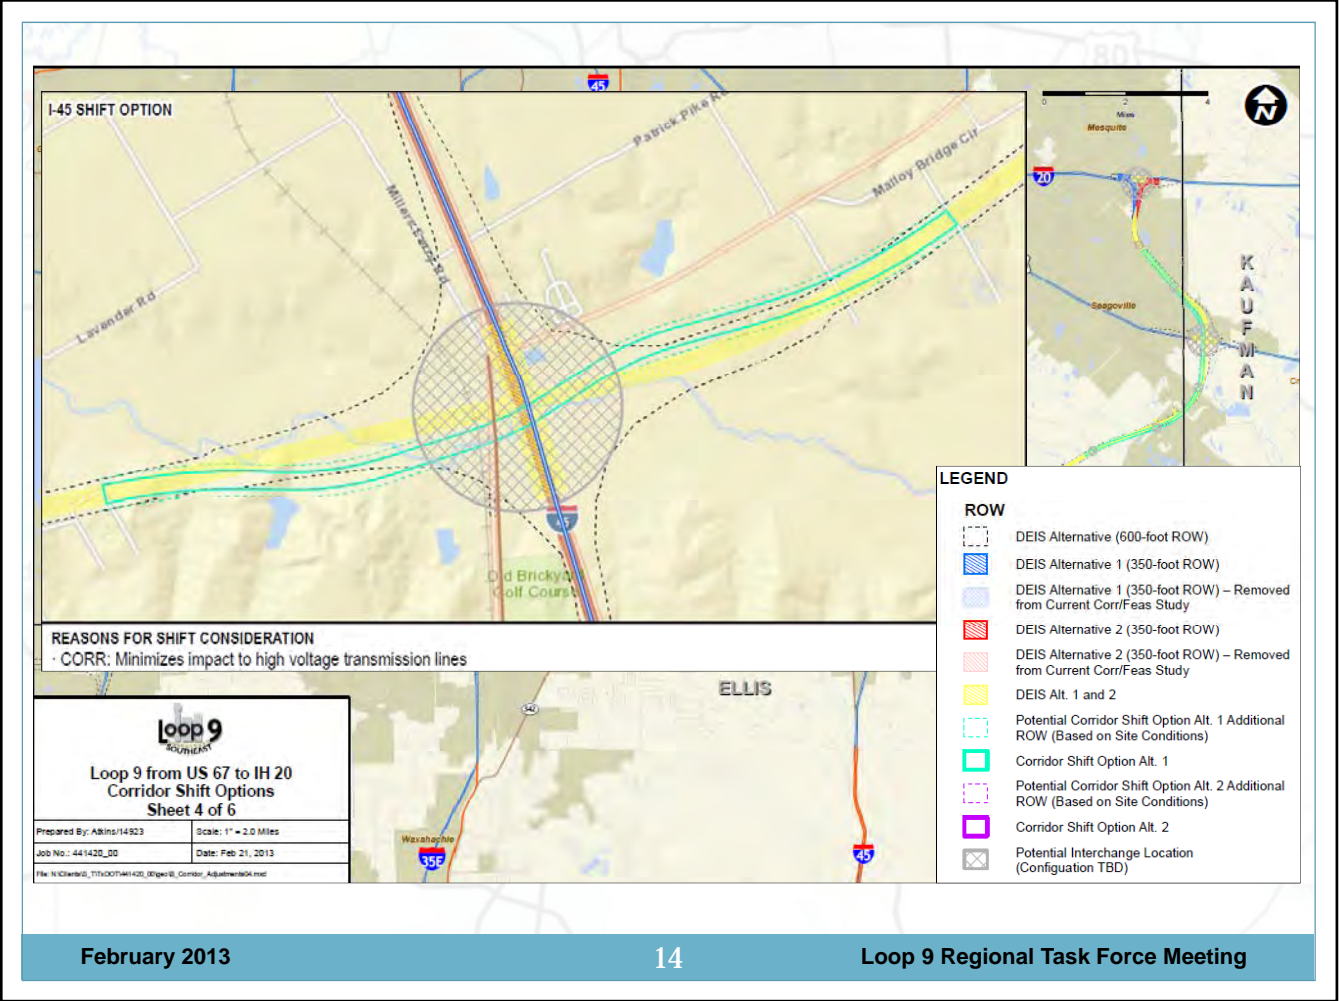 80
45
I-45 SHIFT OPTION
Patrick Pike Rd
Malloy Bridge Cir
Lavender Rd
45
Old Brickyard
Golf Course
0 2 4
Miles
N
Mesquite
20
Seagoville
KAUFMAN
REASONS FOR SHIFT CONSIDERATION
· CORR: Minimizes impact to high voltage transmission lines
LEGEND
ROW
DEIS Alternative (600-foot ROW)
DEIS Alternative 1 (350-foot ROW)
DEIS Alternative 1 (350-foot ROW) – Removed
from Current Corr/Feas Study
DEIS Alternative 2 (350-foot ROW)
DEIS Alternative 2 (350-foot ROW) – Removed
from Current Corr/Feas Study
DEIS Alt. 1 and 2
Potential Corridor Shift Option Alt. 1 Additional
ROW (Based on Site Conditions)
Corridor Shift Option Alt. 1
Potential Corridor Shift Option Alt. 2 Additional
ROW (Based on Site Conditions)
Corridor Shift Option Alt. 2
Potential Interchange Location
(Configuation TBD)
ELLIS
342
Waxahachie
35E
45
Loop 9
SOUTHEAST
Loop 9 from US 67 to IH 20
Corridor Shift Options
Sheet 4 of 6
Prepared By: Atkins/14923
Scale: 1" = 2.0 Miles
Job No.: 441420_00
Date: Feb 21, 2013
February 2013
14
Loop 9 Regional Task Force Meeting